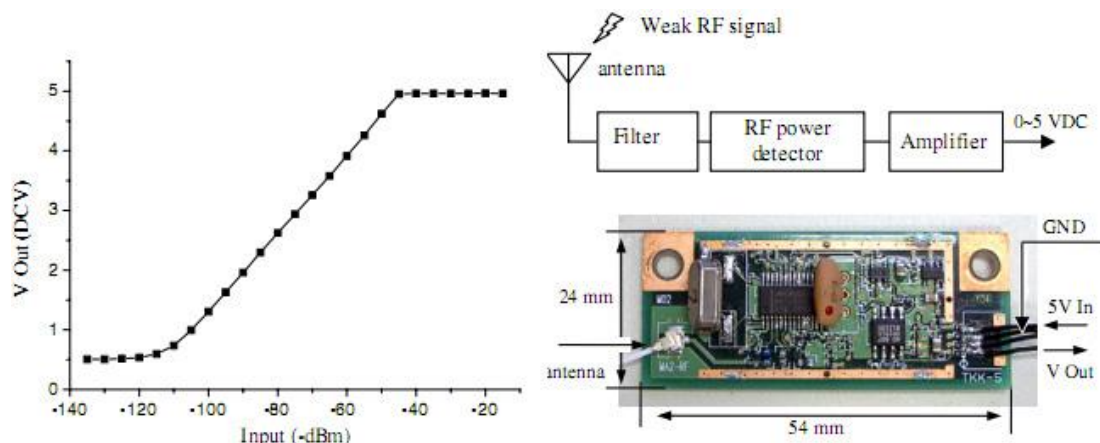 V Out (DCV)
5
4
3
2
1
0
-140 -120 -100 -80 -60 -40 -20
Input (-dBm)
Weak RF signal
antenna
Filter
RF power
detector
Amplifier
0~5 VDC
GND
24 mm
5V In
antenna
V Out
MA2-RF
TKK-5
54 mm